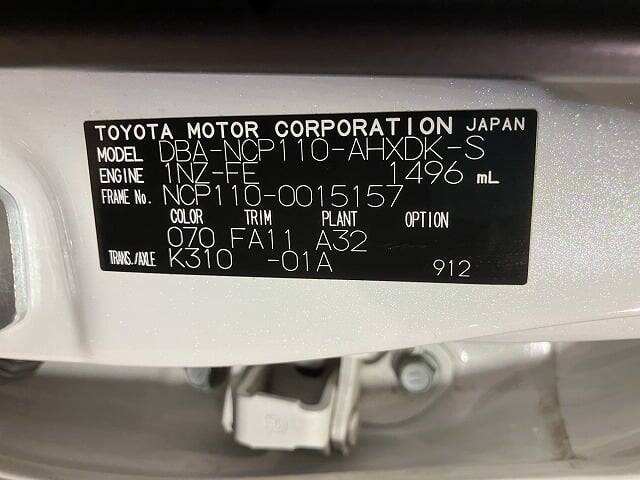 TOYOTA MOTOR CORPORATION JAPAN
MODEL DBA-NCP110-AHXDK-S
ENGINE 1NZ-FE 1496 mL
FRAME No. NCP110-0015157
COLOR TRIM PLANT OPTION
070 FA11 A32
TRANS./AXLE K310 -01A 912